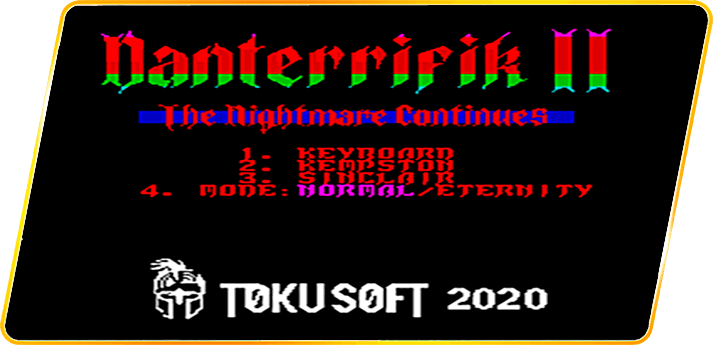 Danterrifik II
The Nightmare Continues
1. KEYBOARD
2. KEMPSTON
3. SINCLAIR
4. MODE:NORMAL/ETERNITY
TOKUSOFT 2020